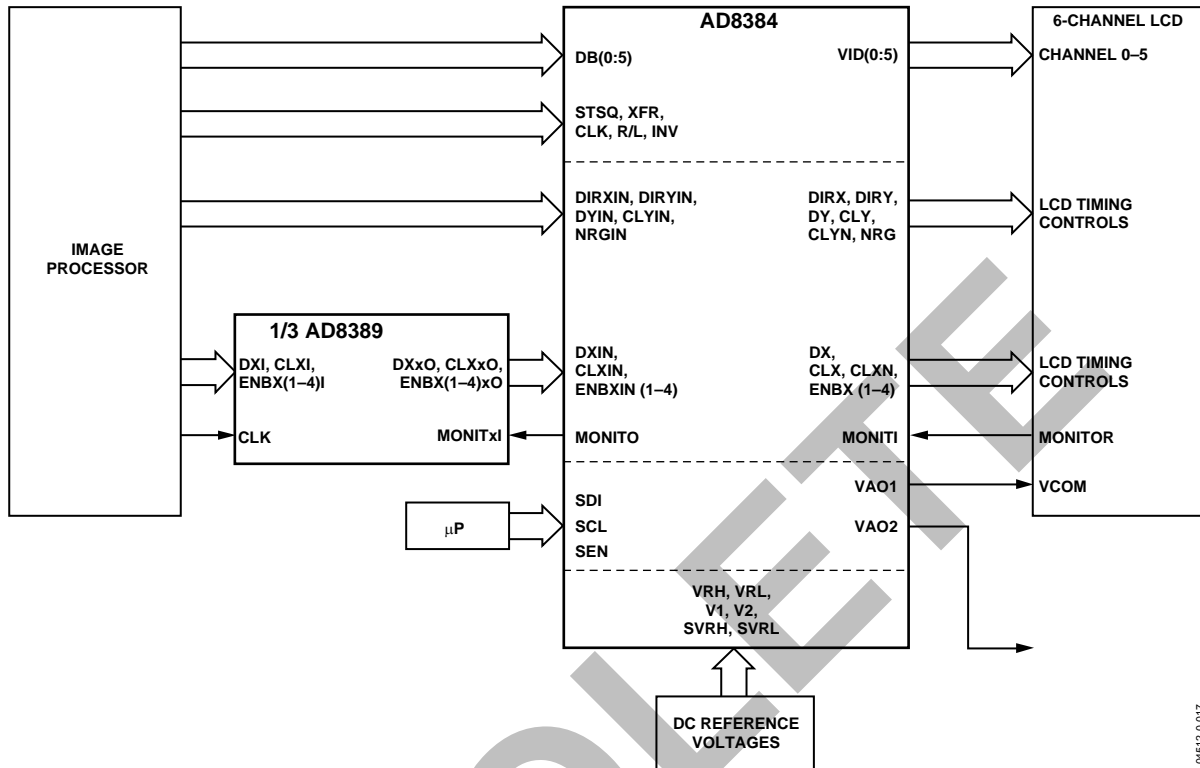 AD8384
6-CHANNEL LCD
DB(0:5)
VID(0:5)
CHANNEL 0–5
STSQ, XFR,
CLK, R/L, INV
DIRXIN, DIRYIN,
DYIN, CLYIN,
NRGIN
DIRX, DIRY,
DY, CLY,
CLYN, NRG
LCD TIMING
CONTROLS
IMAGE
PROCESSOR
1/3 AD8389
DXI, CLXI,
ENBX(1–4)I
DXxO, CLXxO,
ENBX(1–4)xO
CLK
MONITxI
DXIN,
CLXIN,
ENBXIN (1–4)
DX,
CLX, CLXN,
ENBX (1–4)
LCD TIMING
CONTROLS
MONITO
MONITI
MONITOR
µP
SDI
SCL
SEN
VAO1
VAO2
VCOM
VRH, VRL,
V1, V2,
SVRH, SVRL
DC REFERENCE
VOLTAGES
04512-0-017
OLETE